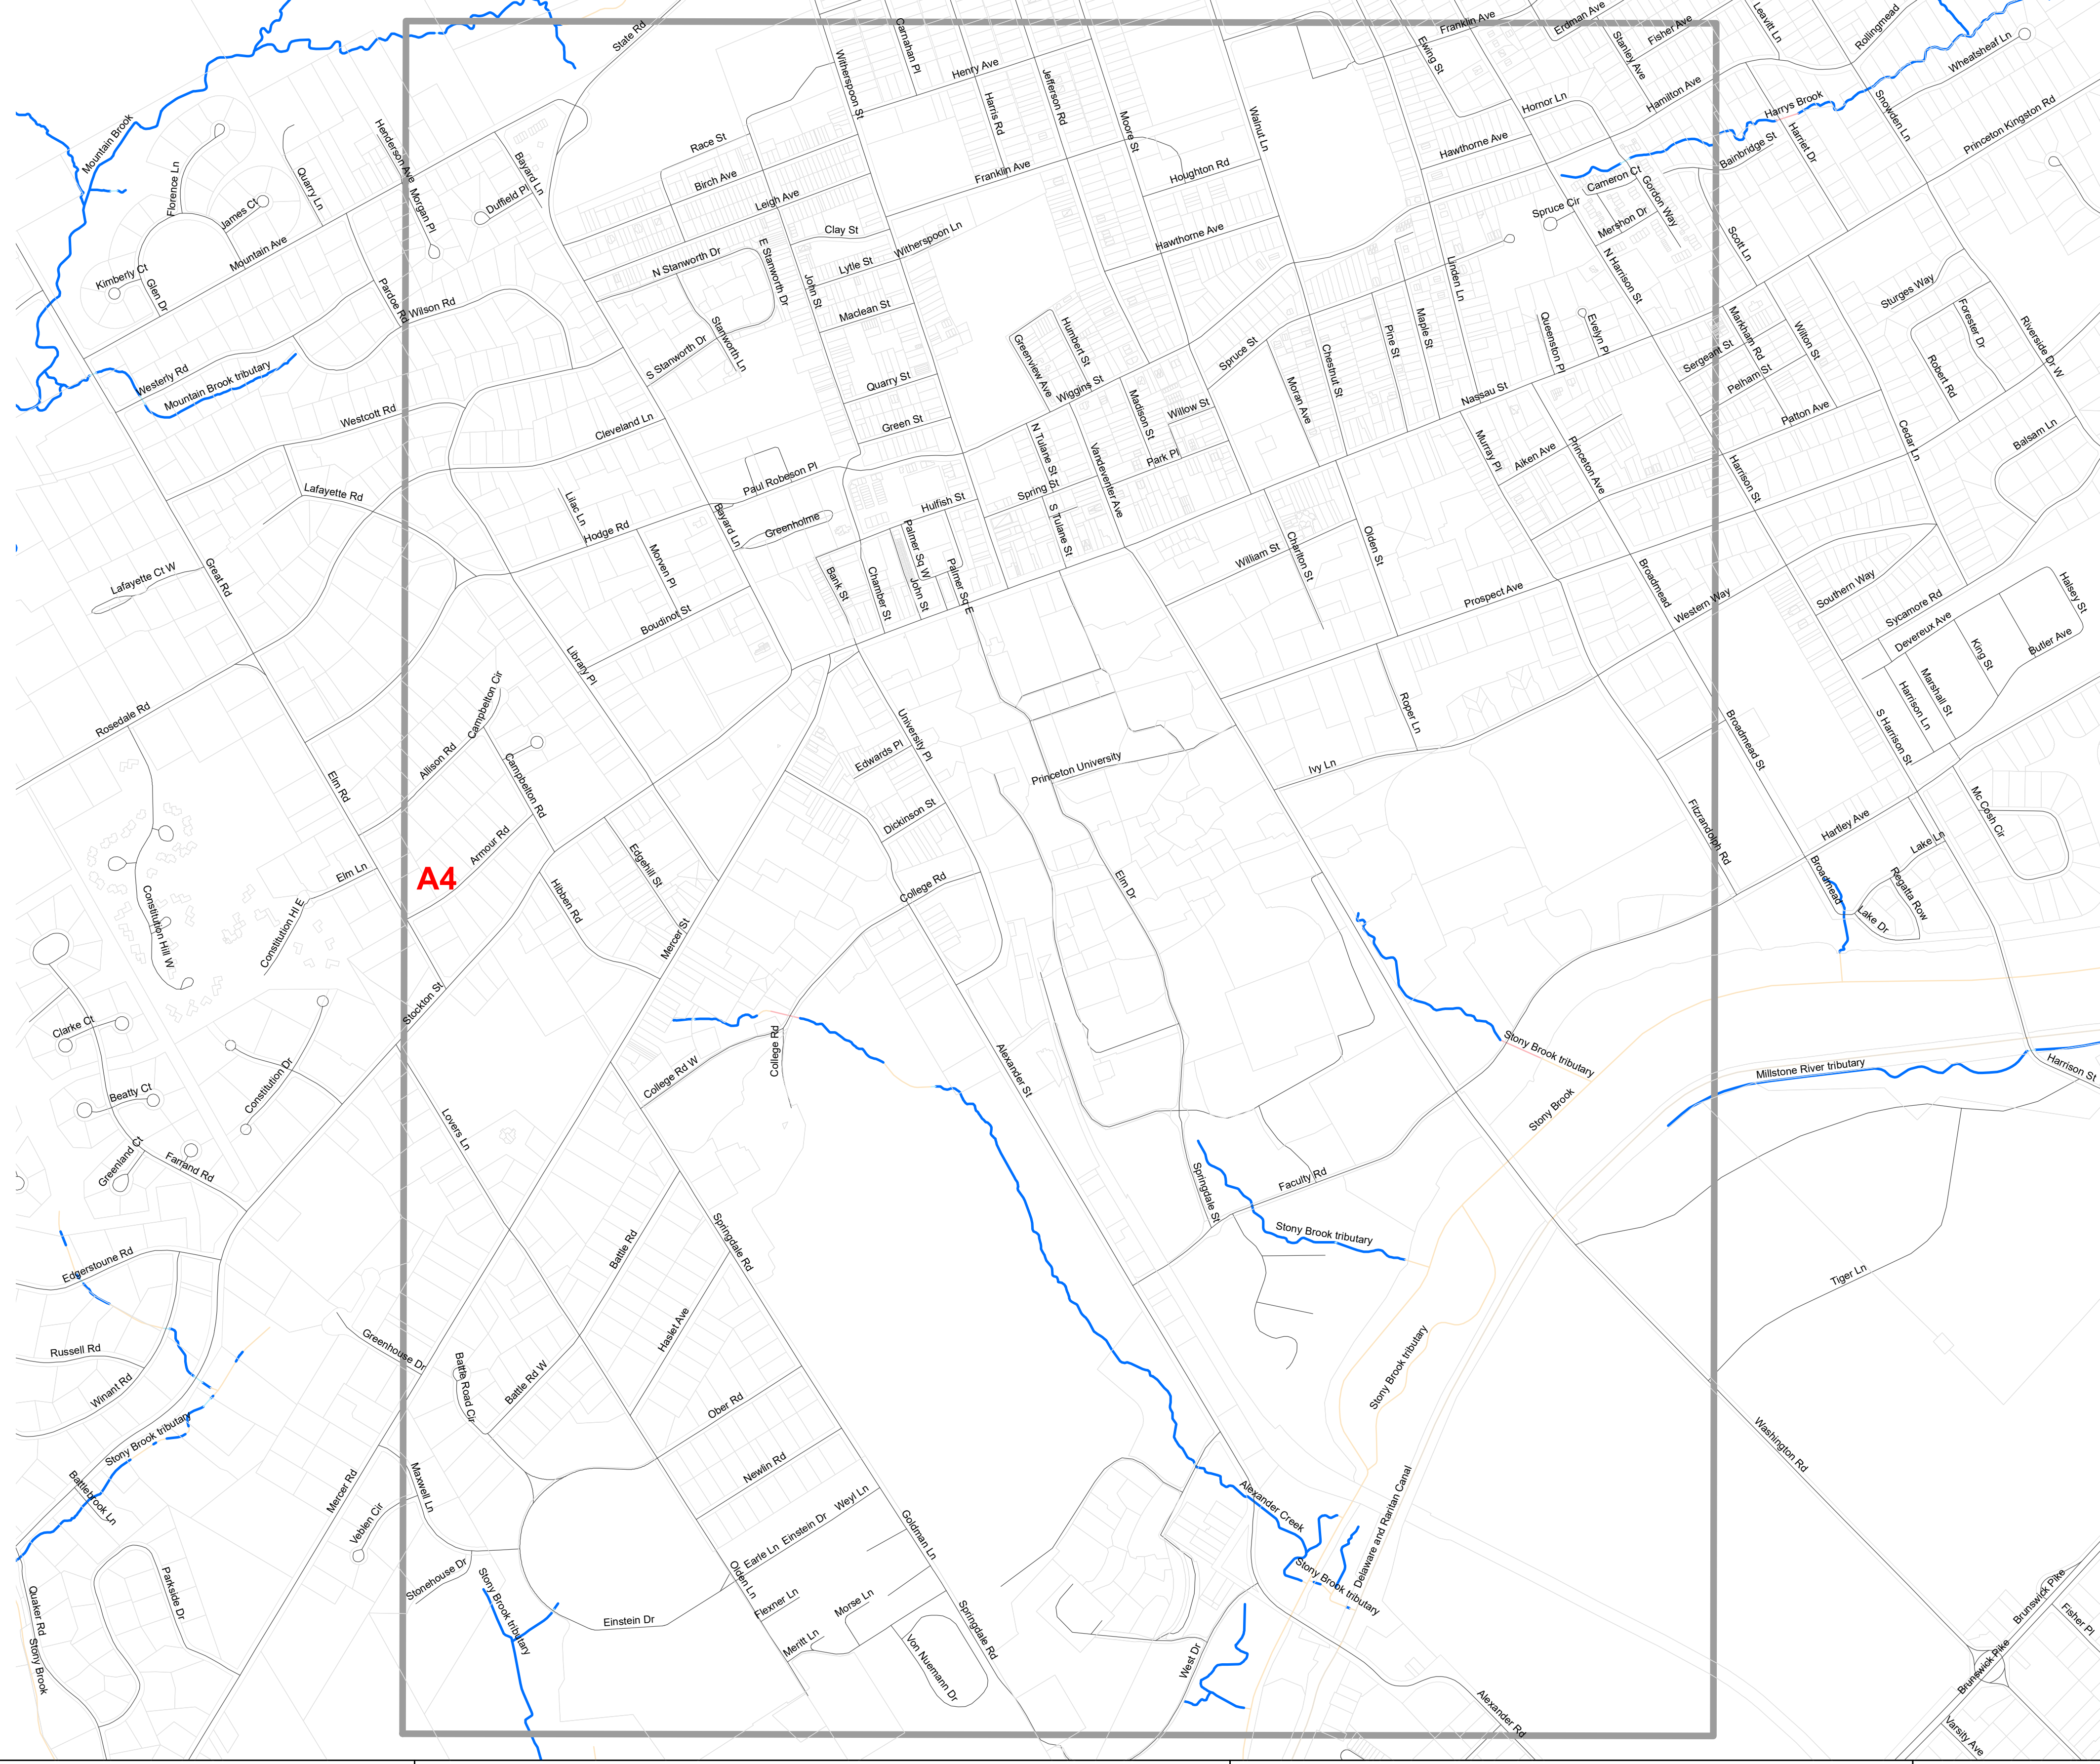 State Rd
Witherspoon St
Carnahan Pl
Henry Ave
Harris Rd
Jefferson Rd
Moore St
Walnut Ln
Franklin Ave
Ewing St
Erdman Ave
Stanley Ave
Fisher Ave
Leavitt Ln
Rollingmead
Wheatsheaf Ln
Hamilton Ave
Hornor Ln
Harrys Brook
Snowden Ln
Princeton Kingston Rd
Harriet Dr
Bainbridge St
Mountain Brook
Henderson Ave
Morgan Pl
Bayard Ln
Race St
Birch Ave
Leigh Ave
Franklin Ave
Houghton Rd
Hawthorne Ave
Cameron Ct
Gordon Way
Spruce Cir
Mershon Dr
Florence Ln
Quarry Ln
James Ct
Duffield Pl
Mountain Ave
Kimberly Ct
Glen Dr
Pardoe Rd
Wilson Rd
N Stanworth Dr
E Stanworth Dr
John St
Clay St
Lytle St
Witherspoon Ln
Maclean St
Hawthorne Ave
Linden Ln
N Harrison St
Scott Ln
Sturges Way
Forester Dr
Riverside Dr W
Westerly Rd
Mountain Brook tributary
Stanworth Ln
S Stanworth Dr
Greenview Ave
Humbert St
Spruce St
Pine St
Maple St
Queenston Pl
Evelyn Pl
Markham Rd
Sergeant St
Wilton St
Pelham St
Robert Rd
Westcott Rd
Cleveland Ln
Quarry St
Green St
Wiggins St
Madison St
Willow St
Moran Ave
Chestnut St
Nassau St
Patton Ave
Cedar Ln
Balsam Ln
Lafayette Rd
Lilac Ln
Hodge Rd
Paul Robeson Pl
Bayard Ln
Greenholme
Hulfish St
Spring St
N Tulane St
S Tulane St
Vandeventer Ave
Park Pl
Murray Pl
Aiken Ave
Princeton Ave
Harrison St
Lafayette Ct W
Great Rd
Moven Pl
Boudinot St
Bank St
Chamber St
Palmer Sq W
John St
Palmer Sq E
William St
Charlton St
Olden St
Prospect Ave
Broadmead
Western Way
Southern Way
Sycamore Rd
Devereux Ave
Halsey St
King St
Butler Ave
Library Pl
Rosedale Rd
Campbelton Cir
Allison Rd
Campbelton Rd
University Pl
Edwards Pl
Princeton University
Roper Ln
Ivy Ln
Broadmead St
Harrison Ln
Marshall St
S Harrison St
Elm Rd
Armour Rd
Dickinson St
Fitzrandolph Rd
Hartley Ave
Lake Ln
Mc Cosh Cir
A4
Elm Ln
Edgehill St
Hibben Rd
College Rd
Elm Dr
Broadmead
Regatta Row
Lake Dr
Constitution Hill W
Constitution Hl E
Mercer St
Stockton St
Clarke Ct
Constitution Dr
Beatty Ct
College Rd W
College Rd
Alexander St
Stony Brook tributary
Millstone River tributary
Harrison St
Stony Brook
Greenland Ct
Farrand Rd
Lovers Ln
Springdale St
Faculty Rd
Stony Brook tributary
Edgerstoune Rd
Battle Rd
Springdale Rd
Tiger Ln
Russell Rd
Winant Rd
Greenhouse Dr
Battle Road Cir
Battle Rd W
Haslet Ave
Ober Rd
Stony Brook tributary
Stony Brook tributary
Battlebrook Ln
Mercer Rd
Maxwell Ln
Veblen Cir
Newlin Rd
Weyl Ln
Einstein Dr
Earle Ln
Goldman Ln
Alexander Creek
Stony Brook tributary
Delaware and Raritan Canal
Washington Rd
Parkside Dr
Stonehouse Dr
Stony Brook tributary
Einstein Dr
Olden Ln
Flexner Ln
Morse Ln
Meritt Ln
Von Nuemann Dr
Springdale Rd
West Dr
Alexander Rd
Quaker Rd
Stony Brook
Brunswick Pike
Brunswick Pike
Fisher Pl
Varsity Ave